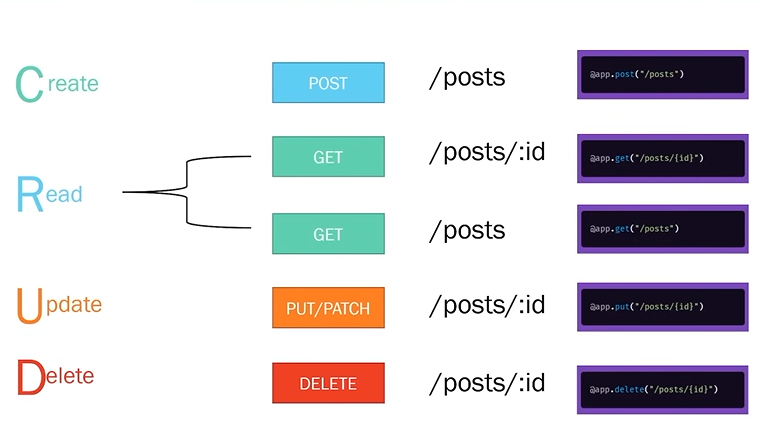 Create POST /posts @app.post("/posts")
GET /posts/:id @app.get("/posts/{id}")
Read
GET /posts @app.get("/posts")
Update PUT/PATCH /posts/:id @app.put("/posts/{id}")
Delete DELETE /posts/:id @app.delete("/posts/{id}")